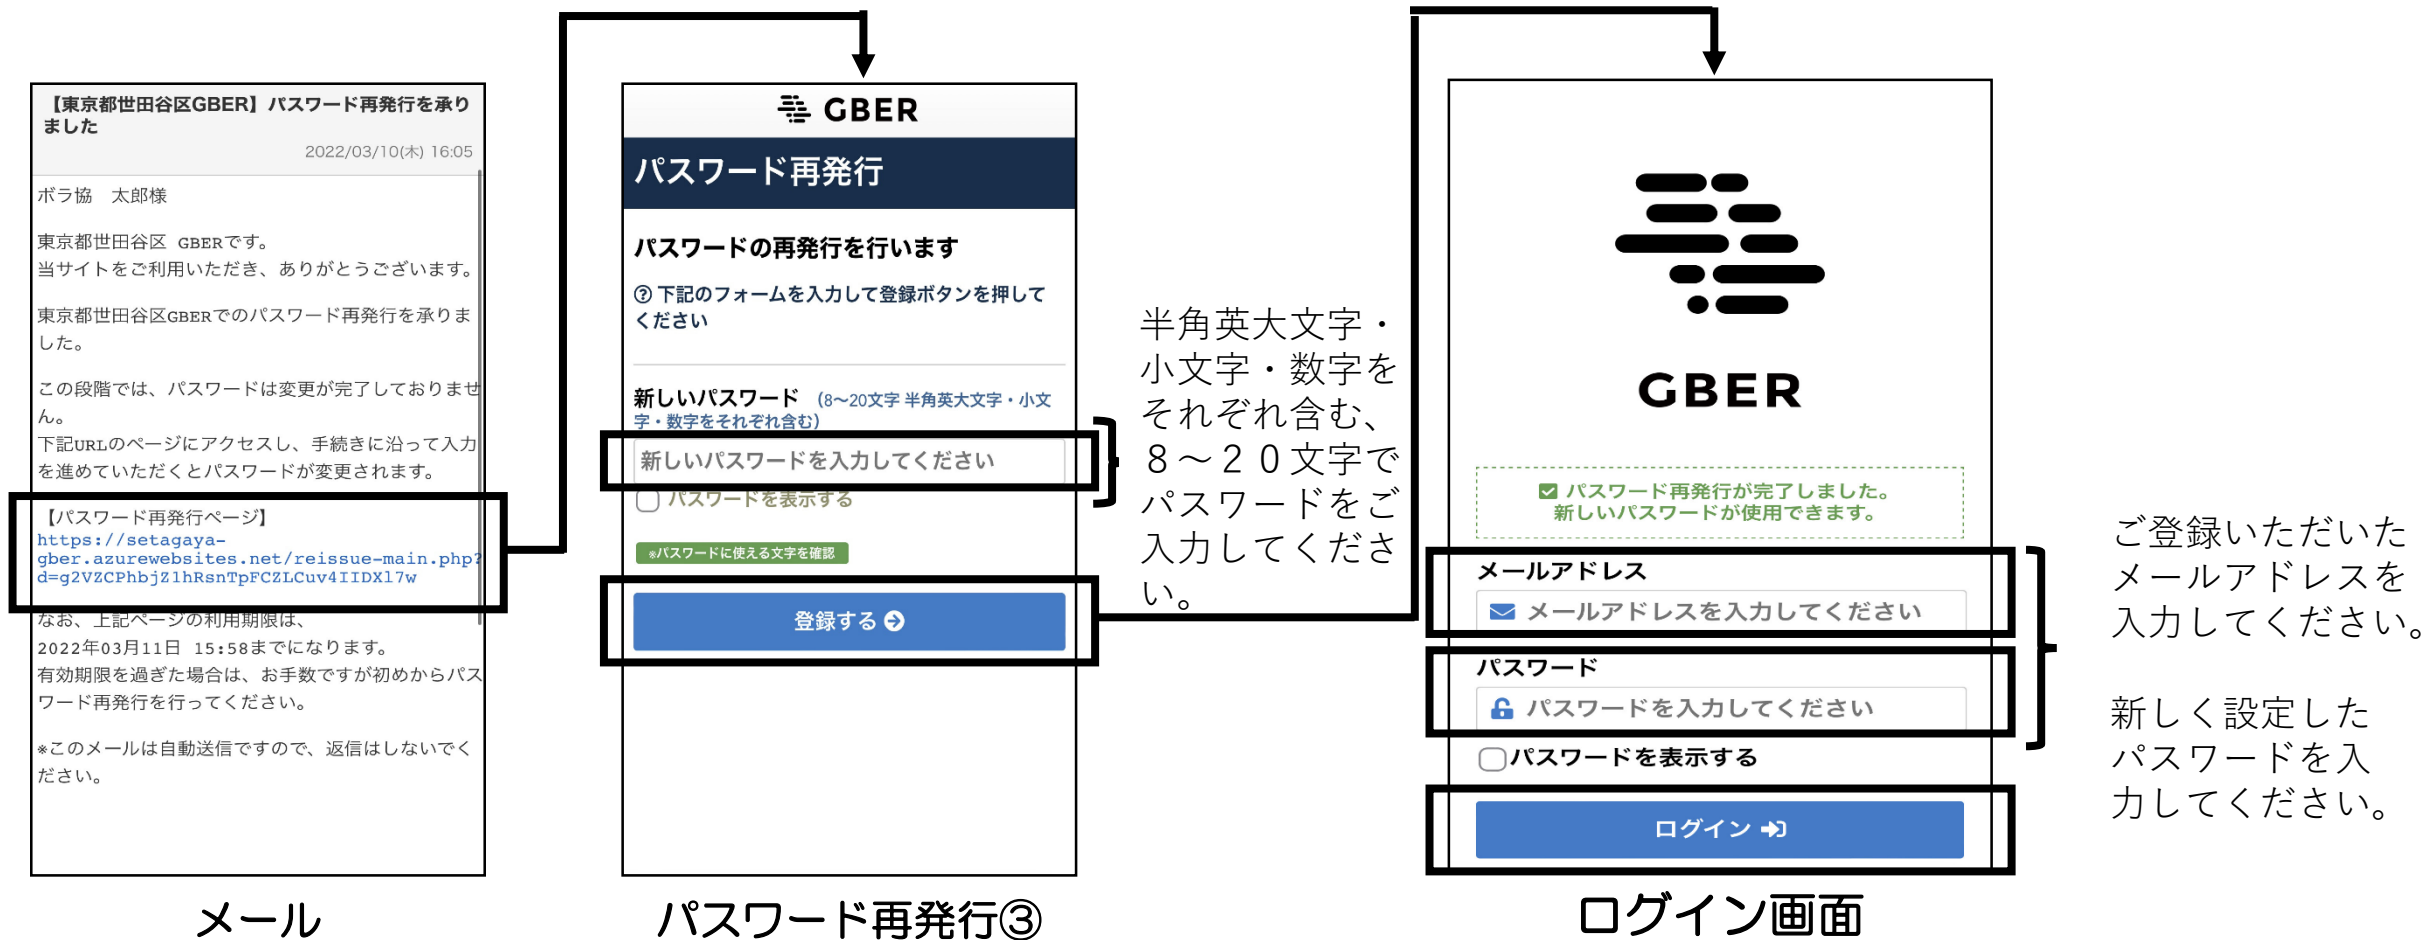 【東京都世田谷区GBER】パスワード再発行を承り
ました
2022/03/10(木) 16:05
ボラ協　太郎様
東京都世田谷区 GBERです。
当サイトをご利用いただき、ありがとうございます。
東京都世田谷区GBERでのパスワード再発行を承りま
した。
この段階では、パスワードは変更が完了しておりませ
ん。
下記URLのページにアクセスし、手続きに沿って入力
を進めていただくとパスワードが変更されます。
【パスワード再発行ページ】
https://setagaya-
gber.azurewebsites.net/reissue-main.php?
d=g2VZCPhbjZ1hRsnTpFCZLCuv4IIDXl7w
なお、上記ページの利用期限は、
2022年03月11日 15:58までになります。
有効期限を過ぎた場合は、お手数ですが初めからパス
ワード再発行を行ってください。
※このメールは自動送信ですので、返信はしないでく
ださい。
メール
GBER
パスワード再発行
パスワードの再発行を行います
? 下記のフォームを入力して登録ボタンを押して
ください
新しいパスワード （8〜20文字 半角英大文字・小文
字・数字をそれぞれ含む）
新しいパスワードを入力してください
パスワードを表示する
※パスワードに使える文字を確認
登録する
パスワード再発行③
半角英大文字・
小文字・数字を
それぞれ含む、
８〜２０文字で
パスワードをご
入力してくださ
い。
GBER
パスワード再発行が完了しました。
新しいパスワードが使用できます。
メールアドレス
メールアドレスを入力してください
パスワード
パスワードを入力してください
パスワードを表示する
ログイン
ログイン画面
ご登録いただいた
メールアドレスを
入力してください。
新しく設定した
パスワードを入
力してください。